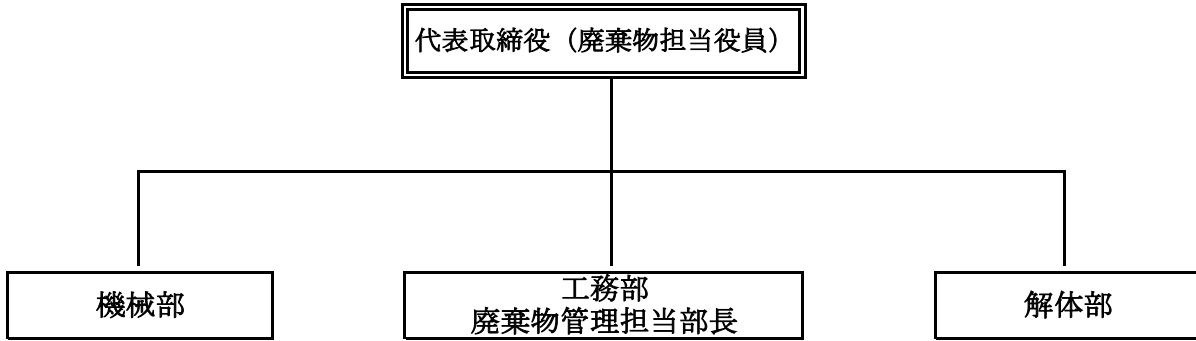 代表取締役（廃棄物担当役員）
機械部
工務部
廃棄物管理担当部長
解体部